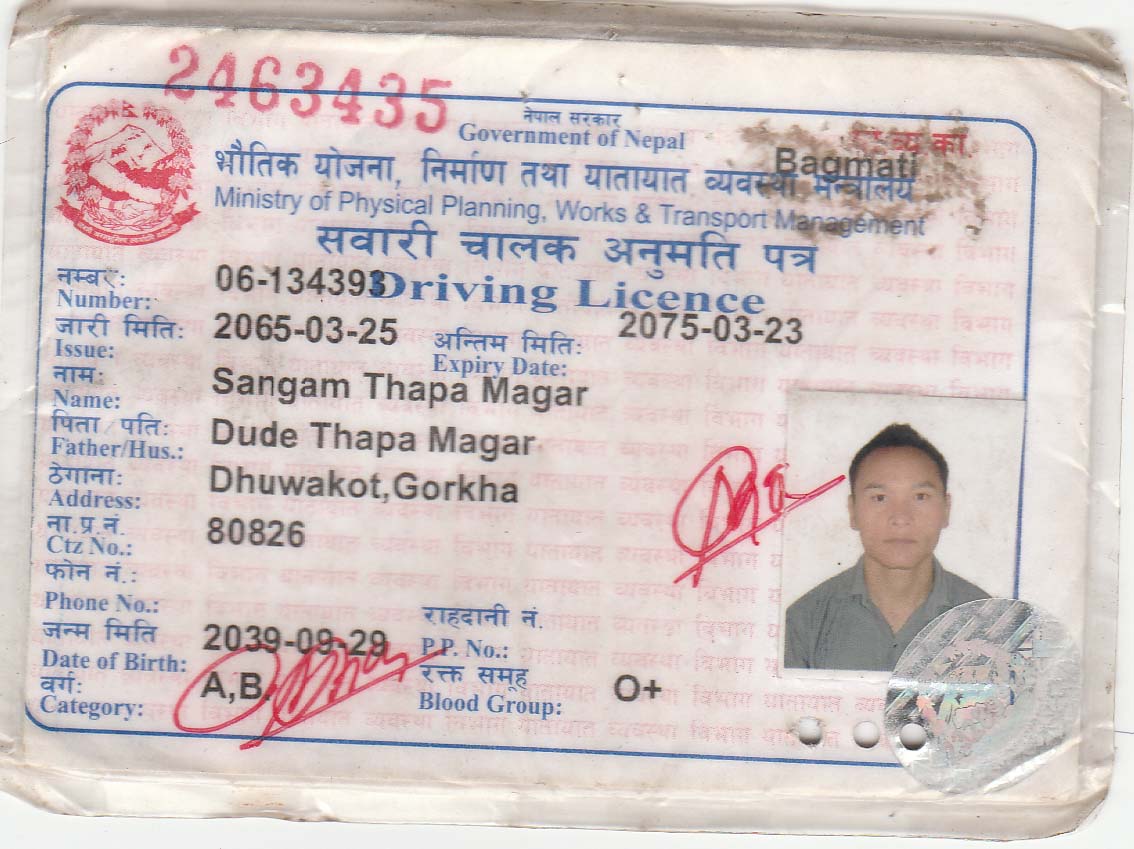 2463435
नेपाल सरकार
Government of Nepal
व्य का
Bagmati
भौतिक योजना, निर्माण तथा यातायात व्यवस्था मन्त्रालय
Ministry of Physical Planning, Works & Transport Management
सवारी चालक अनुमति पत्र
Driving Licence
नम्बर: 06-134393
Number:
जारी मिति: 2065-03-25 अन्तिम मिति: 2075-03-23
Issue: Expiry Date:
नाम: Sangam Thapa Magar
Name:
पिता / पति: Dude Thapa Magar
Father/Hus.:
ठेगाना: Dhuwakot,Gorkha
Address:
ना.प्र.नं. 80826
Ctz No.:
फोन नं.:
Phone No.: राहदानी नं.
जन्म मिति 2039-09-29 P.P. No.:
Date of Birth: रक्त समूह
वर्ग: A,B O+
Category: Blood Group: